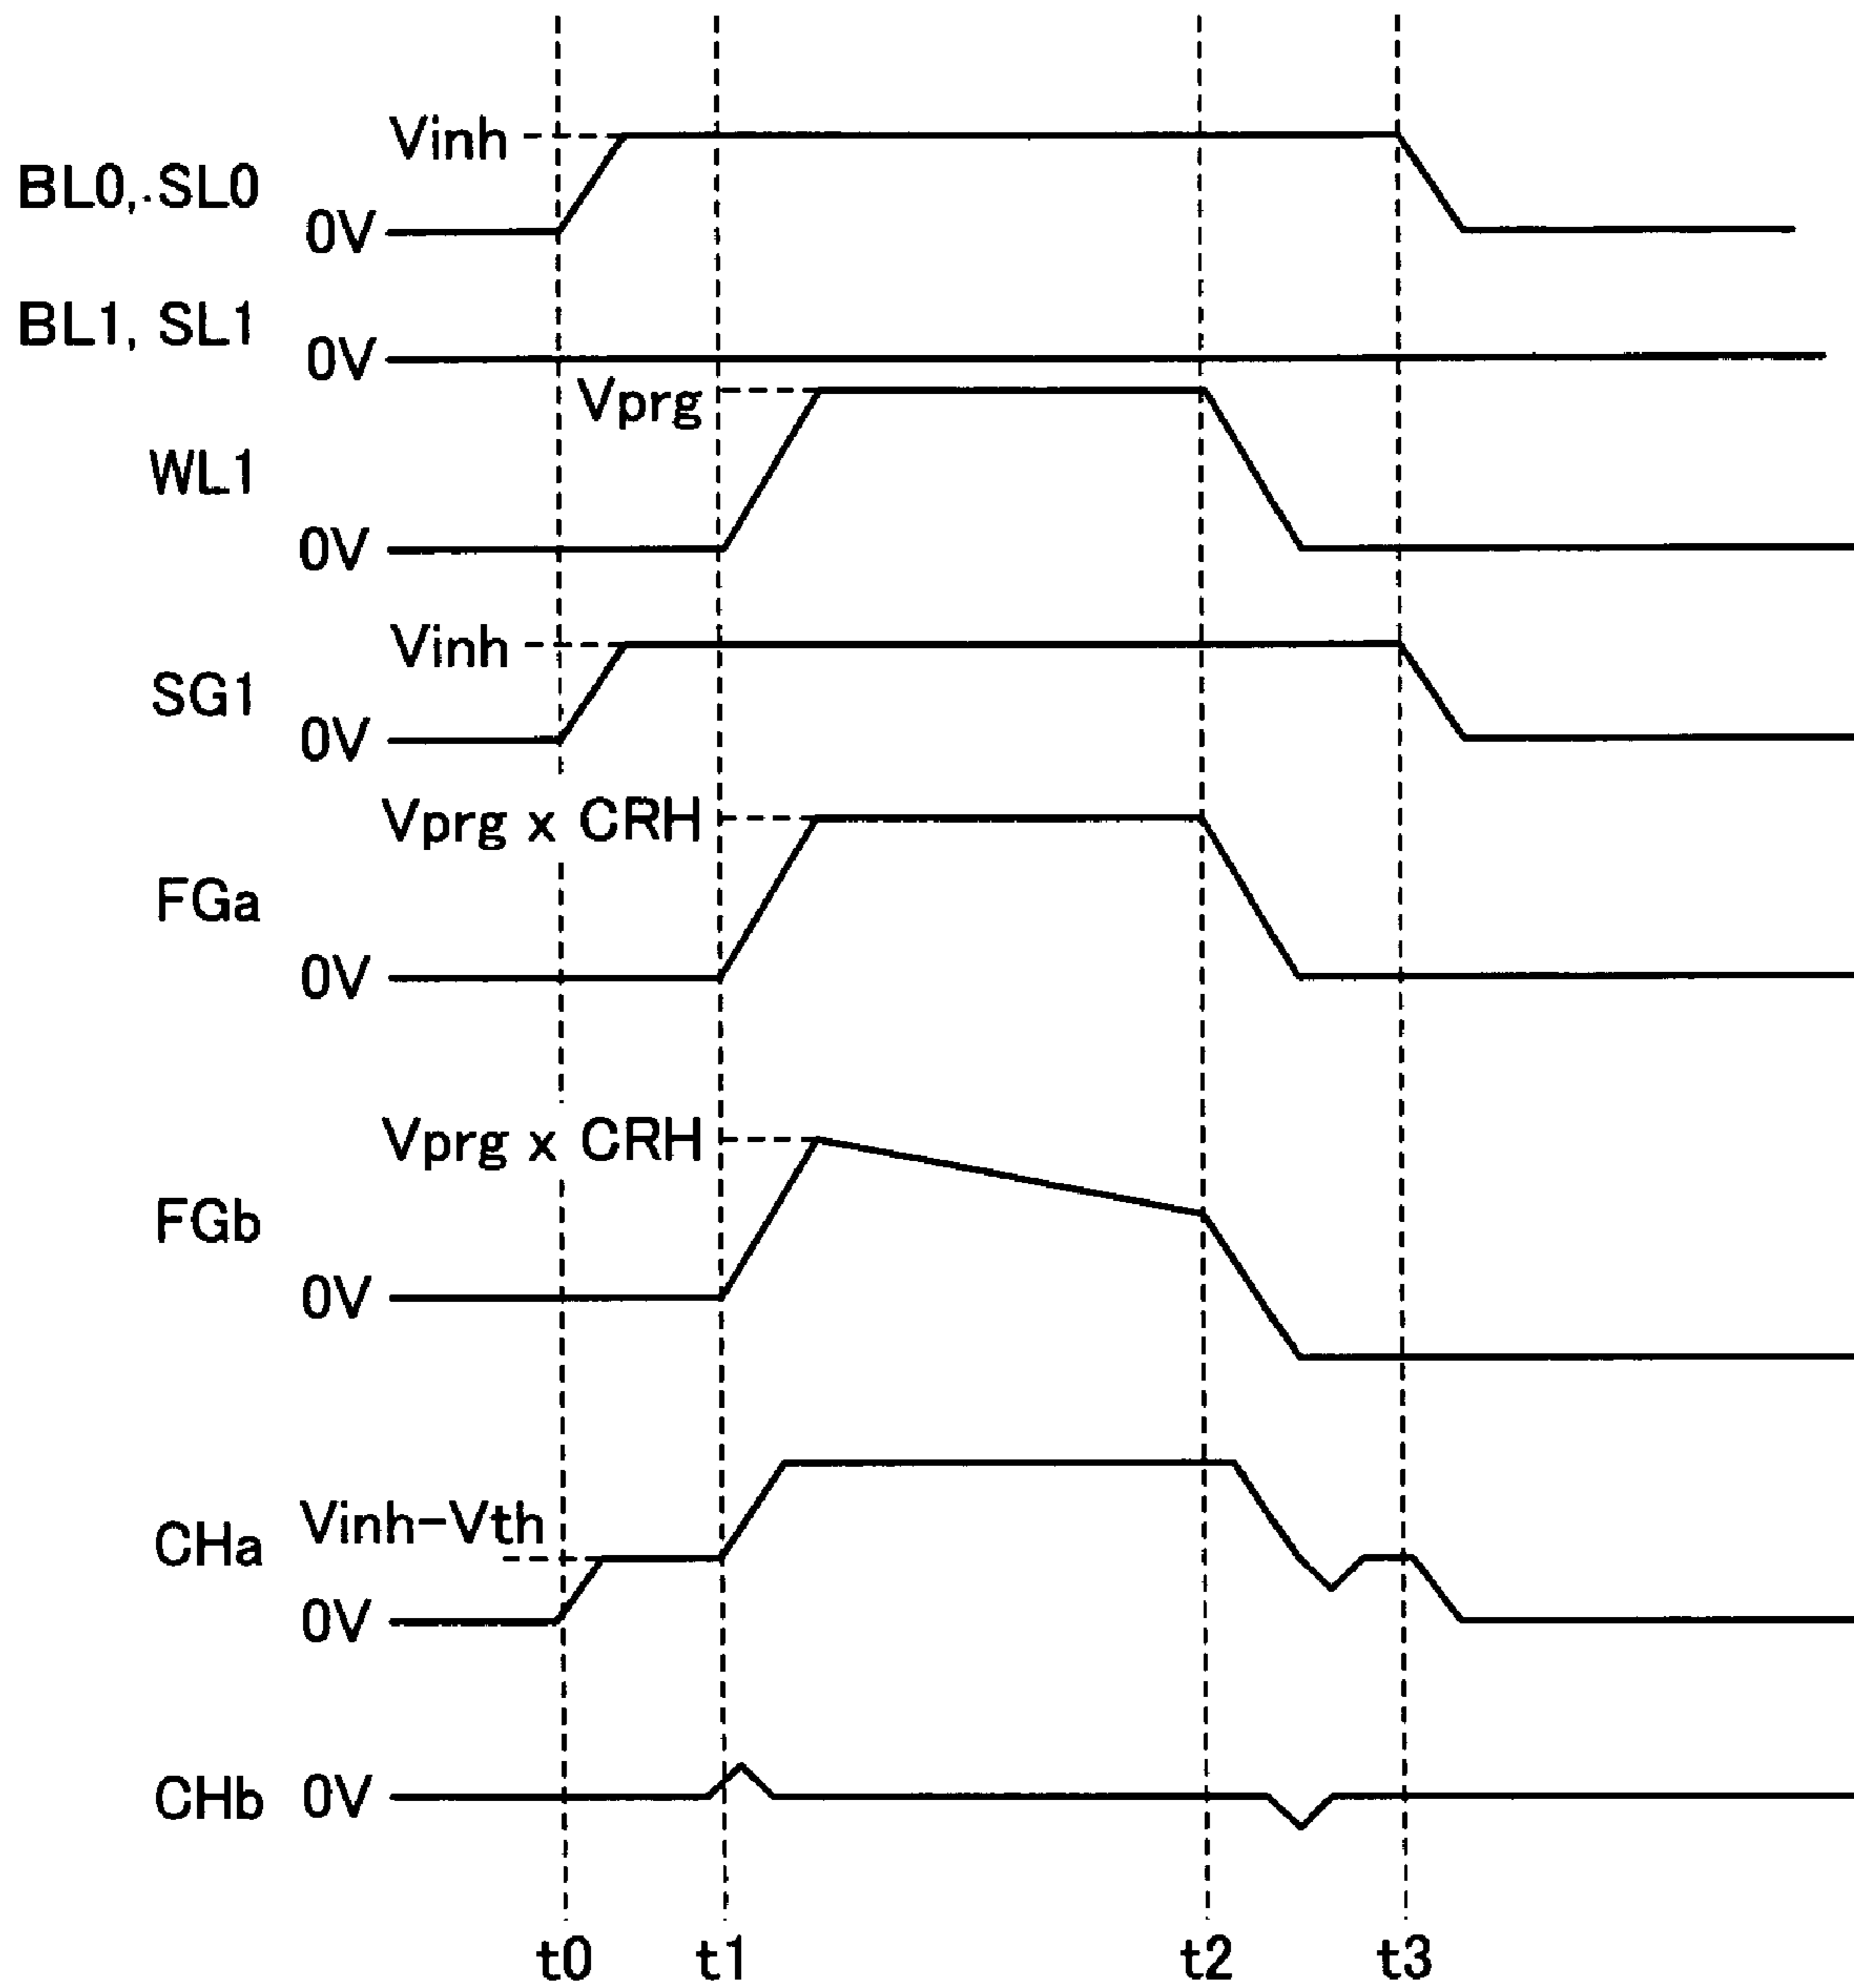 Vinh
BL0, SL0
0V
BL1, SL1
0V
Vprg
WL1
0V
Vinh
SG1
0V
Vprg x CRH
FGa
0V
Vprg x CRH
FGb
0V
Vinh-Vth
CHa
0V
CHb 0V
t0 t1 t2 t3